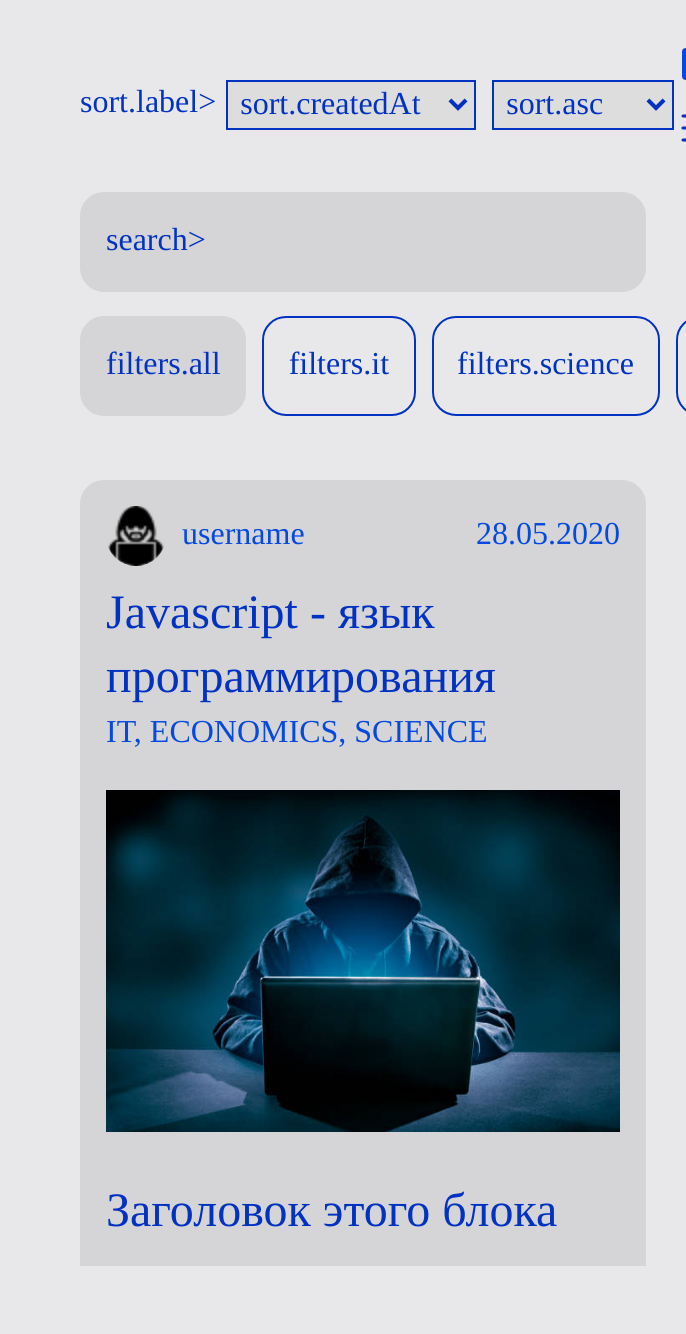 sort.label> sort.createdAt sort.asc
search>
filters.all filters.it filters.science
username 28.05.2020
Javascript - язык
программирования
IT, ECONOMICS, SCIENCE
Заголовок этого блока